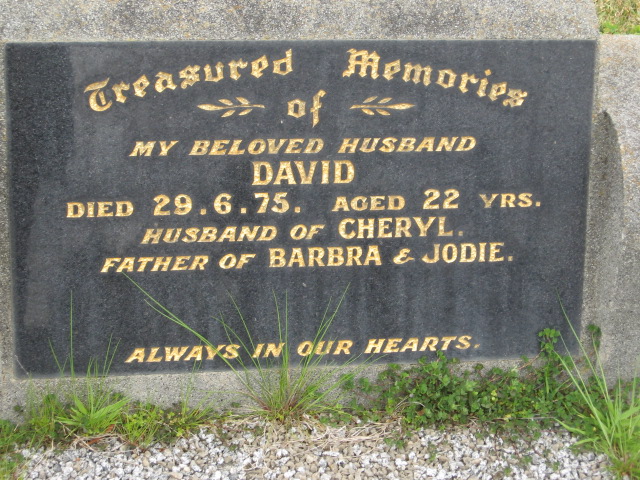 Treasured Memories
of
MY BELOVED HUSBAND
DAVID
DIED 29.6.75. AGED 22 YRS.
HUSBAND OF CHERYL.
FATHER OF BARBRA & JODIE.
ALWAYS IN OUR HEARTS.